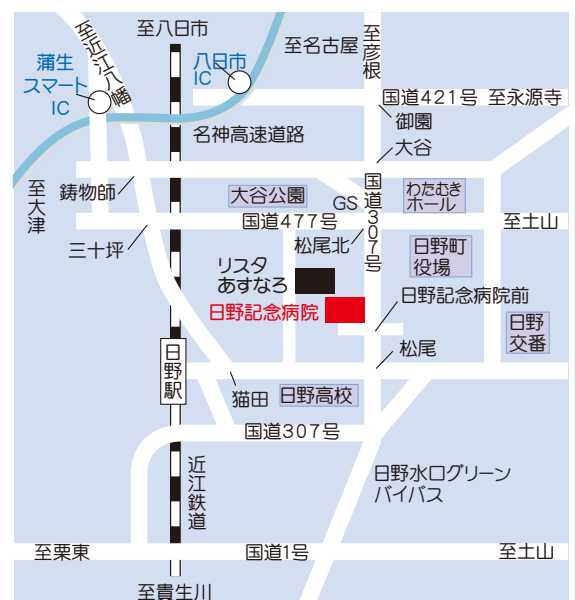 至八日市
至近江八幡
至名古屋
至彦根
蒲生
スマート
IC
八日市
IC
国道421号
至永源寺
御園
名神高速道路
大谷
至大津
鋳物師
大谷公園
GS
国道307号
わたむき
ホール
国道477号
至土山
三十坪
松尾北
日野町
役場
リスタ
あすなろ
日野記念病院
日野記念病院前
日野
交番
松尾
日野駅
猫田
日野高校
国道307号
近江鉄道
日野水口グリーン
バイパス
至栗東
国道1号
至土山
至貴生川